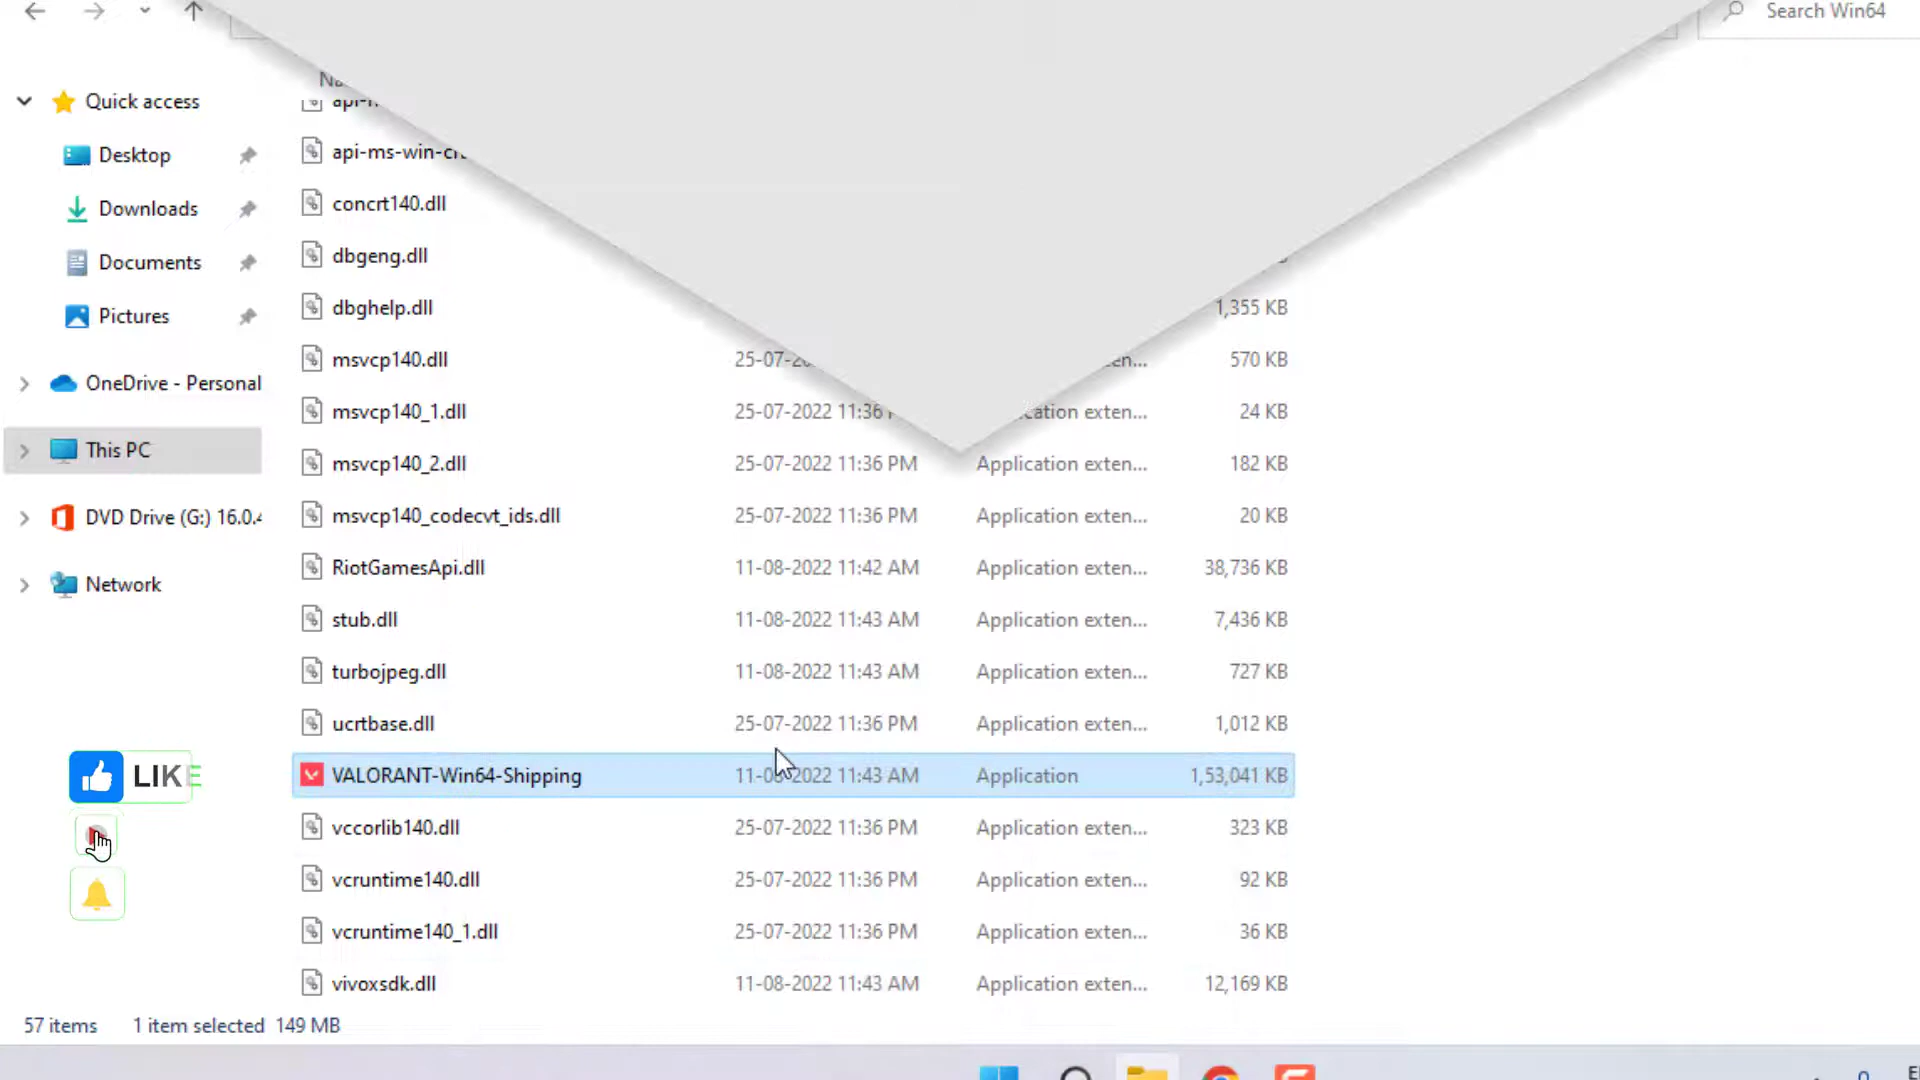 Search Win64
Quick access
Desktop
Downloads
Documents
Pictures
OneDrive - Personal
This PC
DVD Drive (G:) 16.0.4
Network
LIKE
api-ms-win-cr
concrt140.dll
dbgeng.dll
dbghelp.dll 1,355 KB
msvcp140.dll 570 KB
msvcp140_1.dll 25-07-2022 11:36 exten... 24 KB
msvcp140_2.dll 25-07-2022 11:36 PM Application exten... 182 KB
msvcp140_codecvt_ids.dll 25-07-2022 11:36 PM Application exten... 20 KB
RiotGamesApi.dll 11-08-2022 11:42 AM Application exten... 38,736 KB
stub.dll 11-08-2022 11:43 AM Application exten... 7,436 KB
turbojpeg.dll 11-08-2022 11:43 AM Application exten... 727 KB
ucrtbase.dll 25-07-2022 11:36 PM Application exten... 1,012 KB
VALORANT-Win64-Shipping 11-08-2022 11:43 AM Application 1,53,041 KB
vccorlib140.dll 25-07-2022 11:36 PM Application exten... 323 KB
vcruntime140.dll 25-07-2022 11:36 PM Application exten... 92 KB
vcruntime140_1.dll 25-07-2022 11:36 PM Application exten... 36 KB
vivoxsdk.dll 11-08-2022 11:43 AM Application exten... 12,169 KB
57 items 1 item selected 149 MB